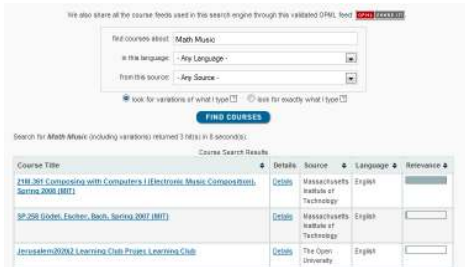 We also share all the course feeds used in this search engine through this validated OPML feed
find courses about: Math Music
in this language: - Any Language -
from this source: - Any Source -
look for variations of what I type look for exactly what I type
FIND COURSES
Search for Math Music (including variations) returned 3 hit(s) in 0 second(s).
Course Search Results
Course Title Details Source Language Relevance
21M.361 Composing with Computers I (Electronic Music Composition),
Spring 2008 (MIT)
Details
Massachusetts
Institute of
Technology
English
SP.258 Gödel, Escher, Bach, Spring 2007 (MIT)
Details
Massachusetts
Institute of
Technology
English
Learning Club
Details
The Open
University
English